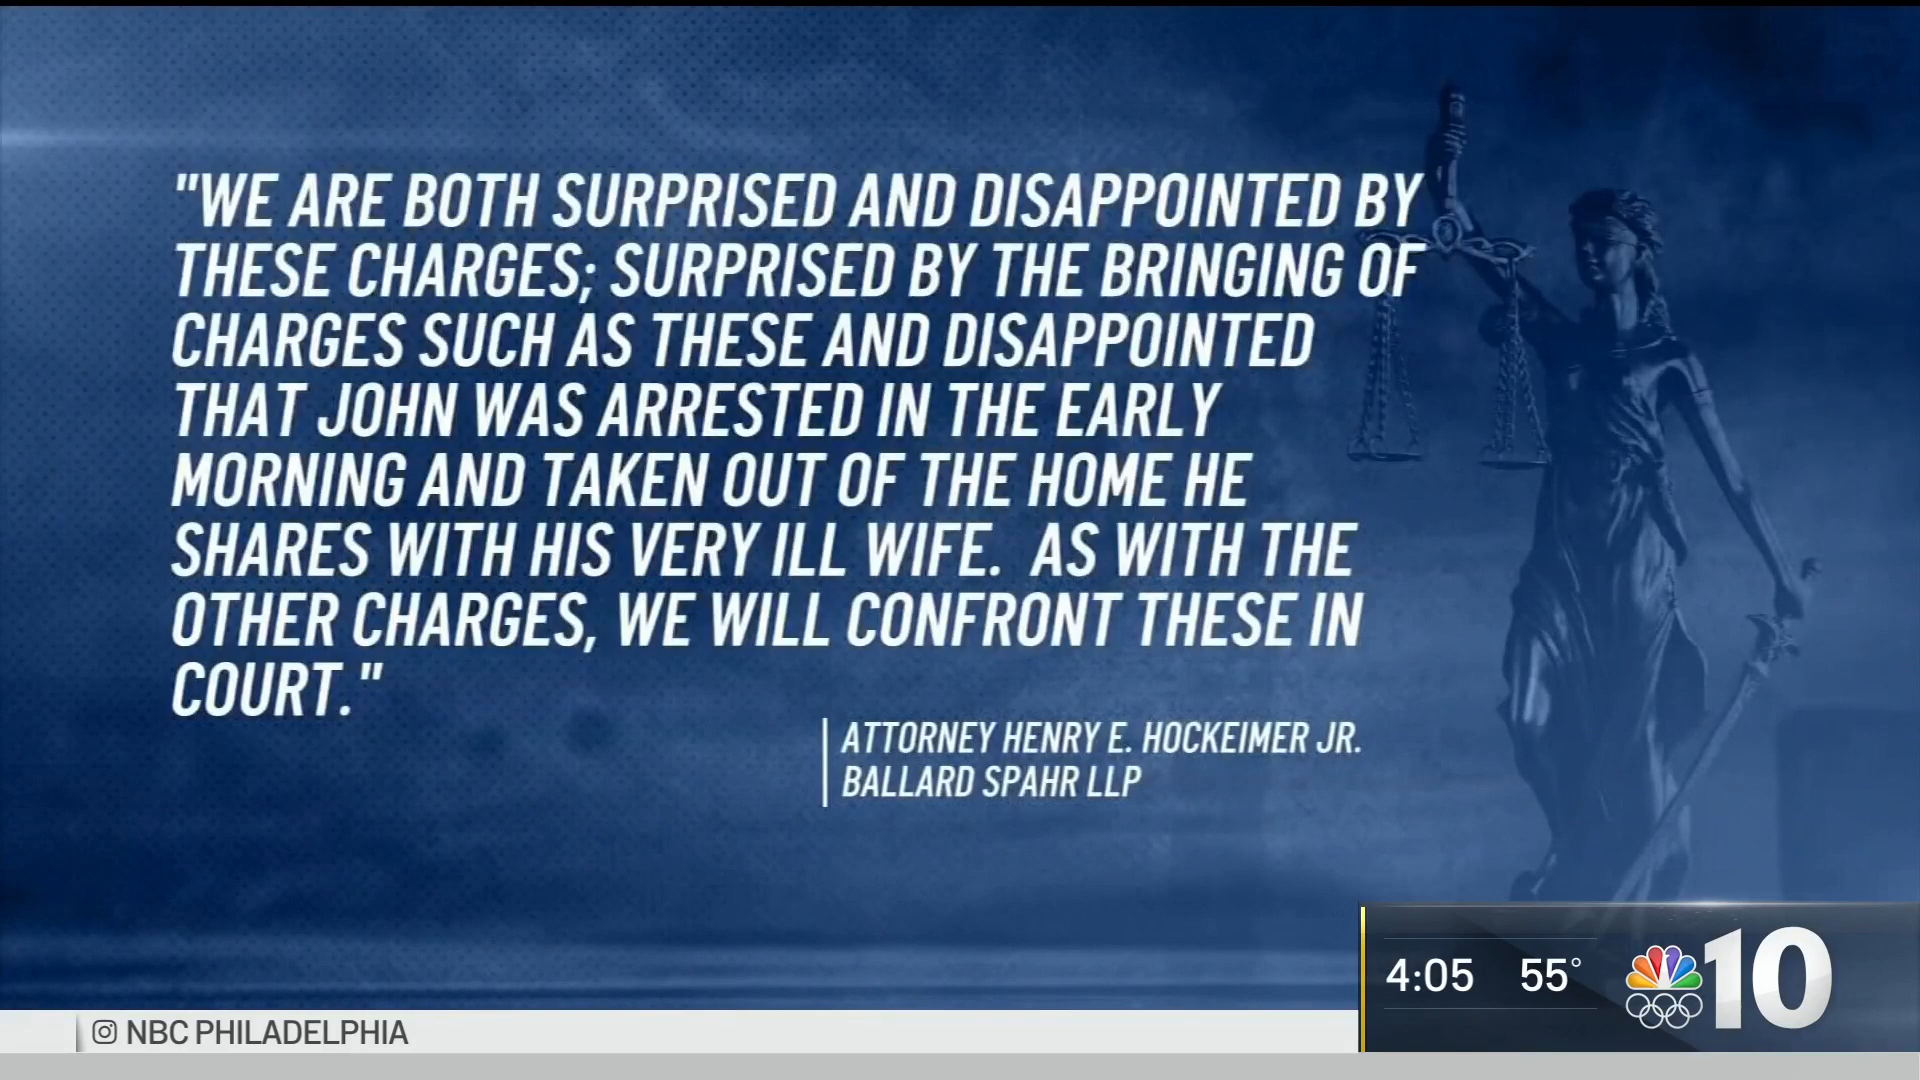 "WE ARE BOTH SURPRISED AND DISAPPOINTED BY
THESE CHARGES; SURPRISED BY THE BRINGING OF
CHARGES SUCH AS THESE AND DISAPPOINTED
THAT JOHN WAS ARRESTED IN THE EARLY
MORNING AND TAKEN OUT OF THE HOME HE
SHARES WITH HIS VERY ILL WIFE.  AS WITH THE
OTHER CHARGES, WE WILL CONFRONT THESE IN
COURT."
ATTORNEY HENRY E. HOCKEIMER JR.
BALLARD SPAHR LLP
4:05 55° 10
NBC PHILADELPHIA